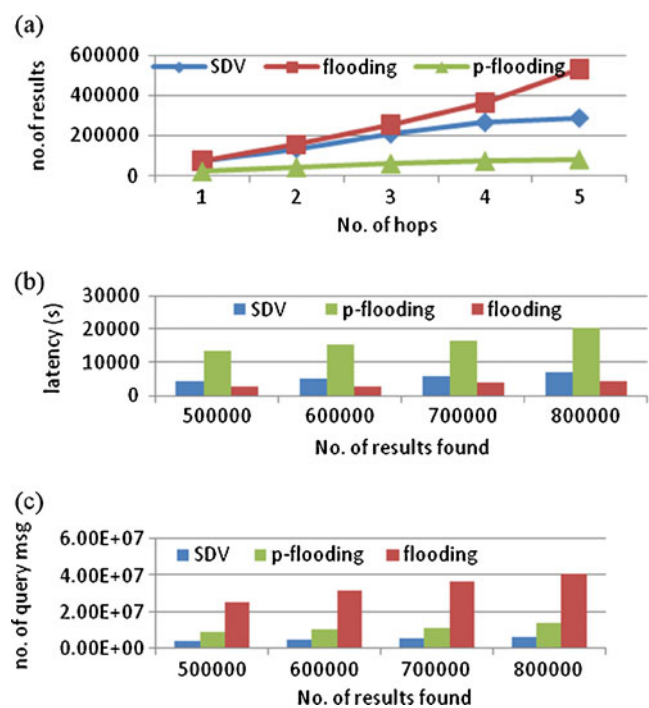 (a)
600000
SDV flooding p-flooding
400000
200000
0
no. of results
1 2 3 4 5
No. of hops
(b)
30000
SDV p-flooding flooding
20000
10000
0
latency (s)
500000 600000 700000 800000
No. of results found
(c)
6.00E+07
SDV p-flooding flooding
4.00E+07
2.00E+07
0.00E+00
no. of query msg
500000 600000 700000 800000
No. of results found